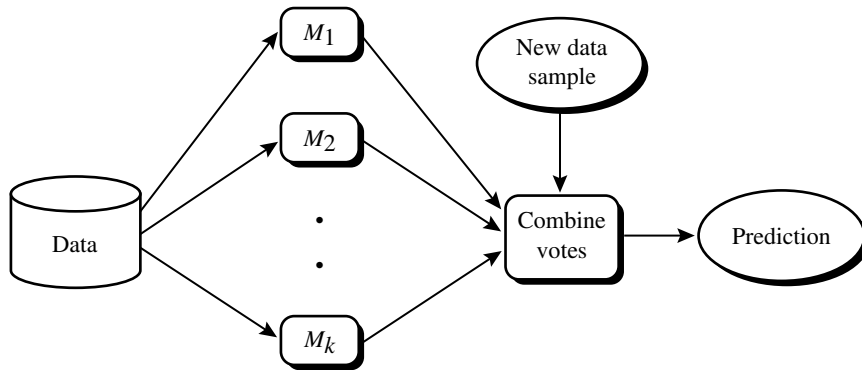 M1
New data
sample
M2
Data
Combine
votes
Prediction
Mk